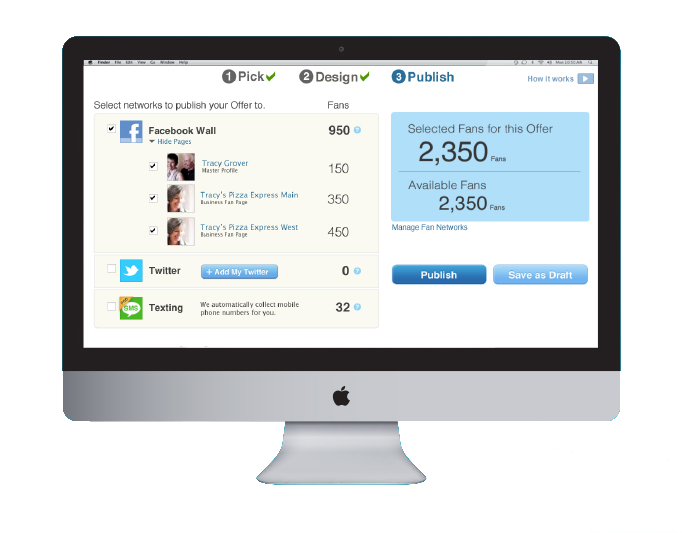 Finder File Edit View Go Window Help
Mon 10:50 AM
1 Pick 2 Design 3 Publish
How it works
Select networks to publish your Offer to. Fans
Facebook Wall 950 ?
Hide Pages
Tracy Grover
Master Profile
150
Tracy's Pizza Express Main
Business Fan Page
350
Tracy's Pizza Express West
Business Fan Page
450
Twitter + Add My Twitter 0 ?
Texting
SMS
We automatically collect mobile
phone numbers for you.
32 ?
Selected Fans for this Offer
2,350 Fans
Available Fans
2,350 Fans
Manage Fan Networks
Publish Save as Draft